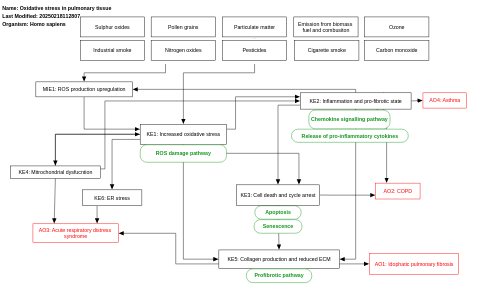 Name: Oxidative stress in pulmonary tissue
Last Modified: 20250218112807
Organism: Homo sapiens
Sulphur oxides
Pollen grains
Particulate matter
Emission from biomass
fuel and combustion
Ozone
Industrial smoke
Nitrogen oxides
Pesticides
Cigarette smoke
Carbon monoxide
MIE1: ROS production upregulation
KE2: Inflammation and pro-fibrotic state
AO4: Asthma
Chemokine signalling pathway
KE1: Increased oxidative stress
Release of pro-inflammatory cytokines
ROS damage pathway
KE4: Mitrochondrial dysfucntion
KE6: ER stress
KE3: Cell death and cycle arrest
AO2: COPD
Apoptosis
Senescence
AO3: Acute respiratory distress
syndrome
KE5: Collagen production and reduced ECM
AO1: Idiophatic pulmonary fibrosis
Profibrotic pathway